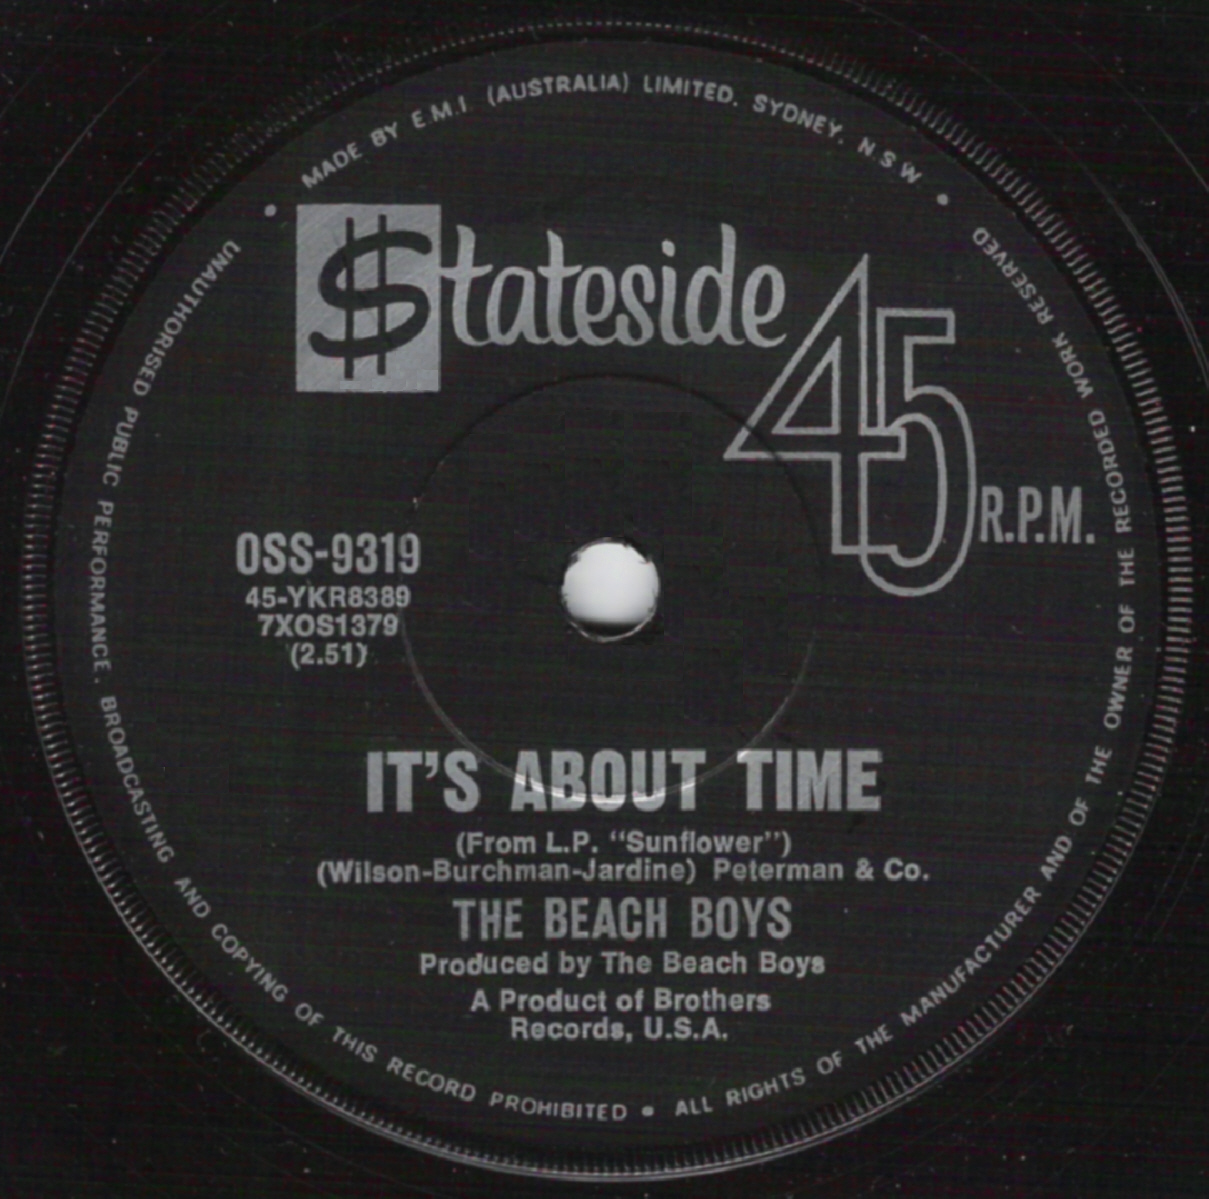 MADE BY E.M.I (AUSTRALIA) LIMITED. SYDNEY. N.S.W
$tateside
45
R.P.M.
OSS-9319
45-YKR8389
7XOS1379
(2.51)
IT'S ABOUT TIME
(From L.P. “Sunflower”)
(Wilson-Burchman-Jardine) Peterman & Co.
THE BEACH BOYS
Produced by The Beach Boys
A Product of Brothers
Records, U.S.A.
UNAUTHORISED PUBLIC PERFORMANCE. BROADCASTING AND COPYING OF THIS RECORD PROHIBITED • ALL RIGHTS OF THE MANUFACTURER AND OF THE OWNER OF THE RECORDED WORK RESERVED